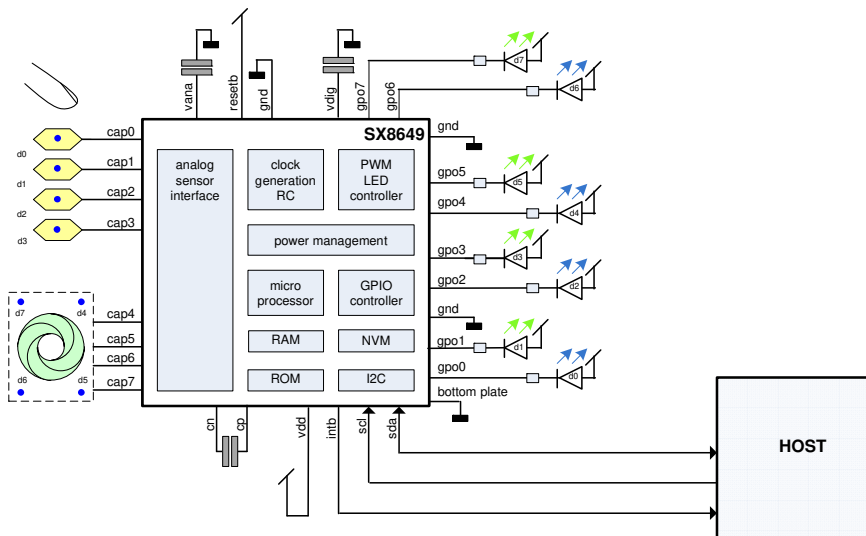 vana
resetb
gnd
vdig
gpo7
gpo6
d7
d6
SX8649
gnd
cap0
d0
cap1
d1
cap2
d2
cap3
d3
analog
sensor
interface
clock
generation
RC
PWM
LED
controller
gpo5
d5
gpo4
d4
power management
gpo3
d3
gpo2
d2
micro
processor
GPIO
controller
gnd
d7
d4
cap4
cap5
cap6
d6
d5
cap7
RAM
NVM
gpo1
d1
ROM
I2C
gpo0
d0
bottom plate
cn
cp
vdd
intb
scl
sda
HOST